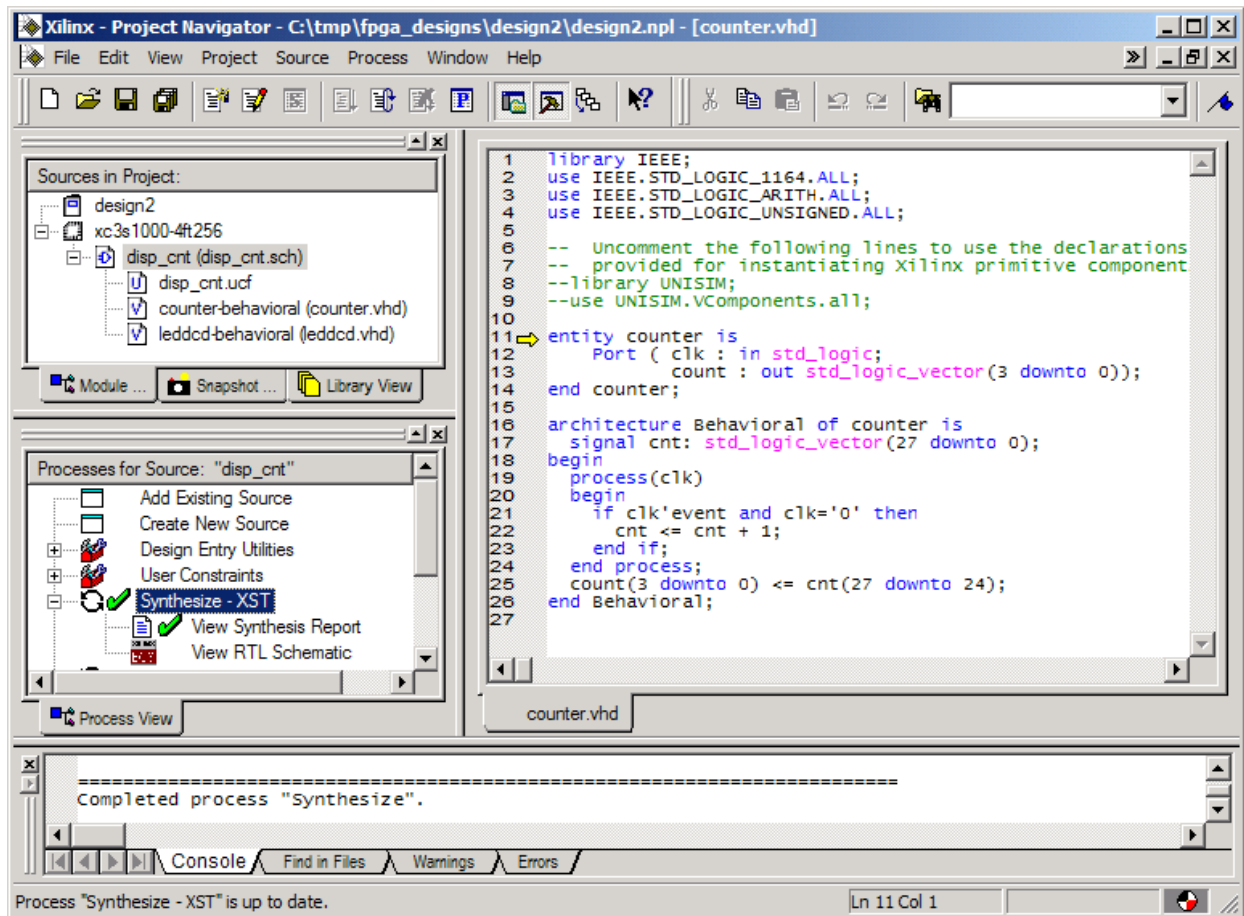 Xilinx - Project Navigator - C:\tmp\fpga_designs\design2\design2.npl - [counter.vhd]
File Edit View Project Source Process Window Help
Sources in Project:
design2
xc3s1000-4ft256
disp_cnt (disp_cnt.sch)
disp_cnt.ucf
counter-behavioral (counter.vhd)
leddcd-behavioral (leddcd.vhd)
Module ... Snapshot ... Library View
Processes for Source: "disp_cnt"
Add Existing Source
Create New Source
Design Entry Utilities
User Constraints
Synthesize - XST
View Synthesis Report
View RTL Schematic
Process View
1 library IEEE;
2 use IEEE.STD_LOGIC_1164.ALL;
3 use IEEE.STD_LOGIC_ARITH.ALL;
4 use IEEE.STD_LOGIC_UNSIGNED.ALL;
5
6 --  Uncomment the following lines to use the declarations
7 --  provided for instantiating Xilinx primitive component
8 --library UNISIM;
9 --use UNISIM.VComponents.all;
10
11 entity counter is
12     Port ( clk : in std_logic;
13            count : out std_logic_vector(3 downto 0));
14 end counter;
15
16 architecture Behavioral of counter is
17   signal cnt: std_logic_vector(27 downto 0);
18 begin
19   process(clk)
20   begin
21     if clk'event and clk='0' then
22       cnt <= cnt + 1;
23     end if;
24   end process;
25   count(3 downto 0) <= cnt(27 downto 24);
26 end Behavioral;
27
counter.vhd
=========================================================================
Completed process "Synthesize".
Console Find in Files Warnings Errors
Process "Synthesize - XST" is up to date. Ln 11 Col 1